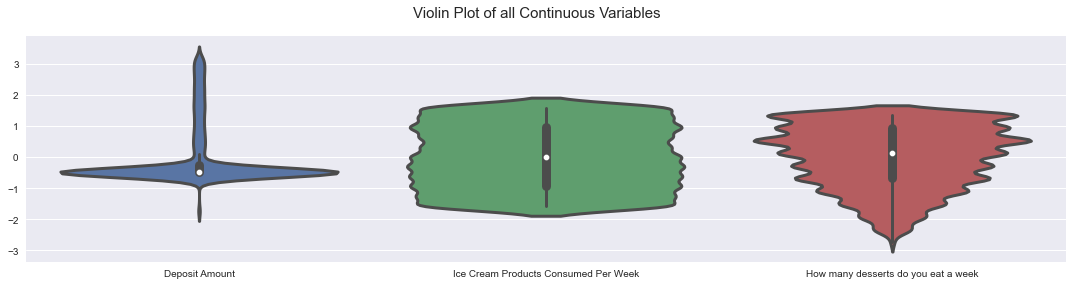 Violin Plot of all Continuous Variables
3
2
1
0
−1
−2
−3
Deposit Amount
Ice Cream Products Consumed Per Week
How many desserts do you eat a week